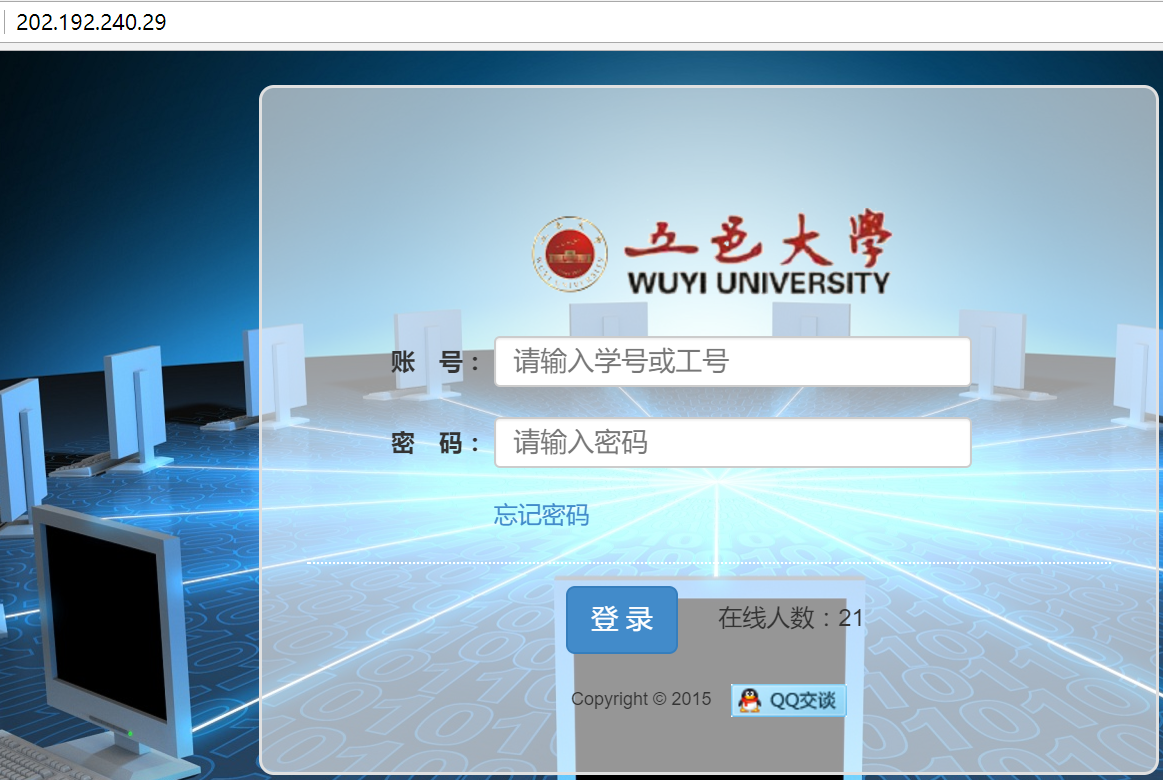 202.192.240.29
五邑大學
WUYI UNIVERSITY
账 号：
请输入学号或工号
密 码：
请输入密码
忘记密码
登 录
在线人数：21
Copyright © 2015
QQ交谈